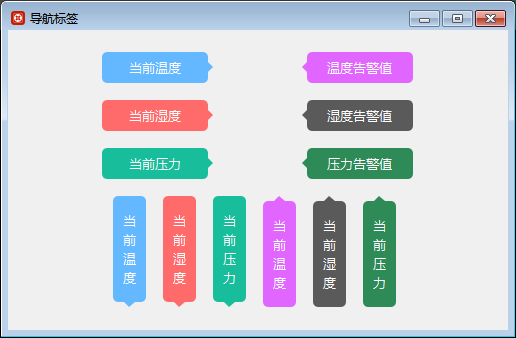 导航标签
当前温度 温度告警值
当前湿度 湿度告警值
当前压力 压力告警值
当前温度
当前湿度
当前压力
当前温度
当前湿度
当前压力